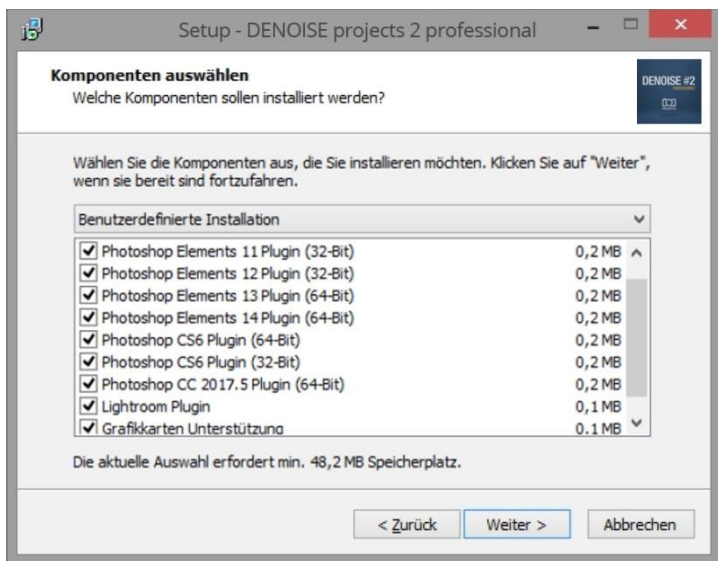 Setup - DENOISE projects 2 professional
Komponenten auswählen
Welche Komponenten sollen installiert werden?
DENOISE #2
PROJECTS
Wählen Sie die Komponenten aus, die Sie installieren möchten. Klicken Sie auf "Weiter",
wenn sie bereit sind fortzufahren.
Benutzerdefinierte Installation
Photoshop Elements 11 Plugin (32-Bit) 0,2 MB
Photoshop Elements 12 Plugin (32-Bit) 0,2 MB
Photoshop Elements 13 Plugin (64-Bit) 0,2 MB
Photoshop Elements 14 Plugin (64-Bit) 0,2 MB
Photoshop CS6 Plugin (64-Bit) 0,2 MB
Photoshop CS6 Plugin (32-Bit) 0,2 MB
Photoshop CC 2017.5 Plugin (64-Bit) 0,2 MB
Lightroom Plugin 0,1 MB
Grafikkarten Unterstützung 0,1 MB
Die aktuelle Auswahl erfordert min. 48,2 MB Speicherplatz.
< Zurück Weiter > Abbrechen